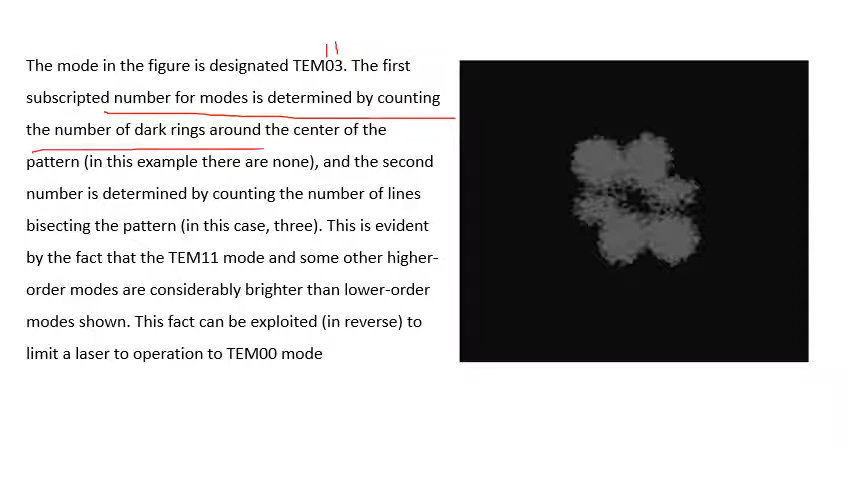 The mode in the figure is designated TEM03. The first
subscripted number for modes is determined by counting
the number of dark rings around the center of the
pattern (in this example there are none), and the second
number is determined by counting the number of lines
bisecting the pattern (in this case, three). This is evident
by the fact that the TEM11 mode and some other higher-
order modes are considerably brighter than lower-order
modes shown. This fact can be exploited (in reverse) to
limit a laser to operation to TEM00 mode